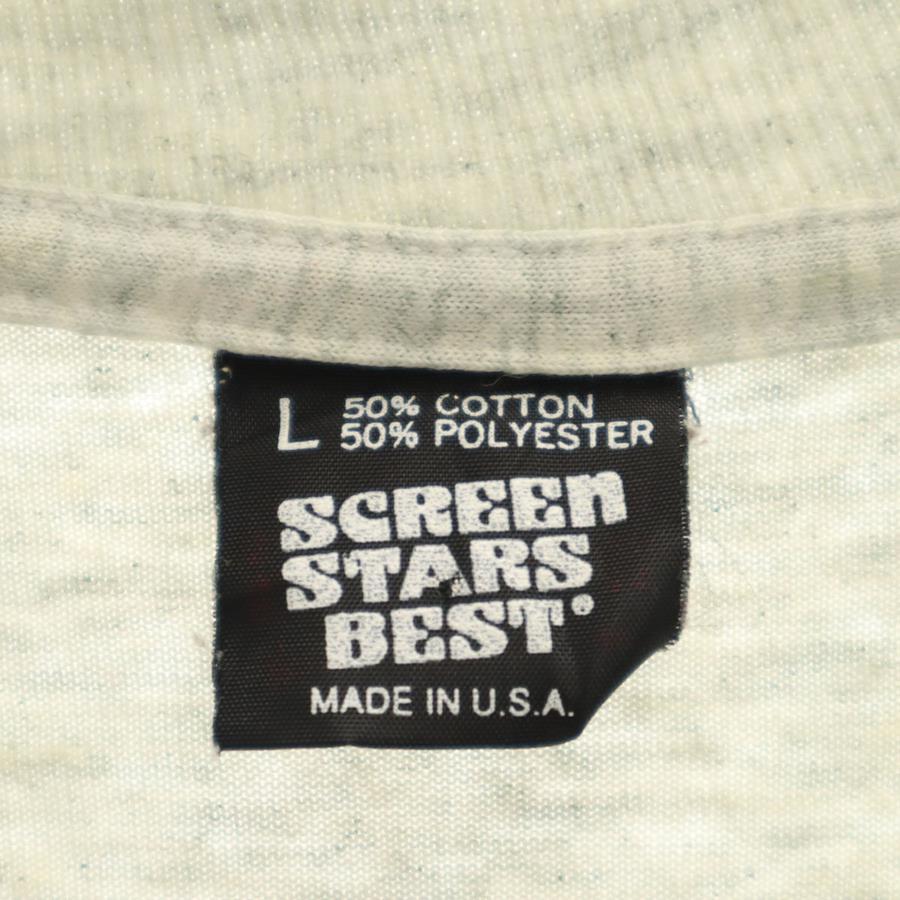 L 50% COTTON
50% POLYESTER
SCREEN
STARS
BEST®
MADE IN U.S.A.